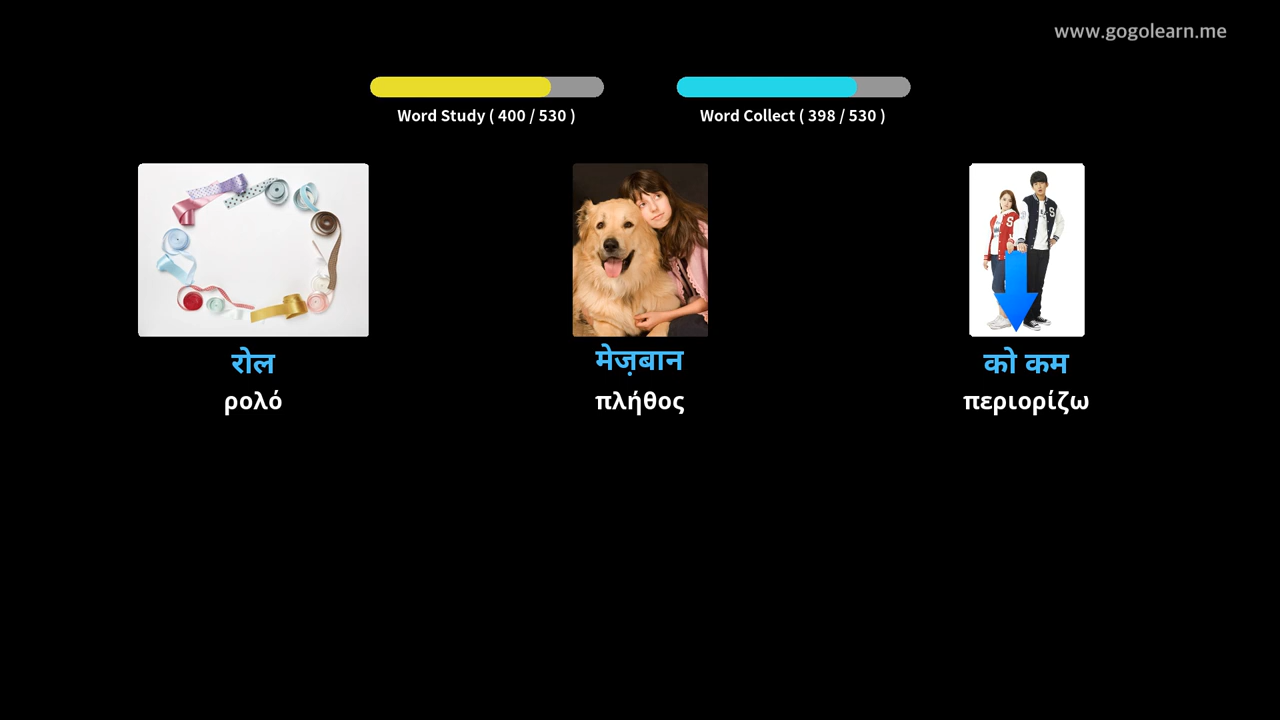 www.gogolearn.me
Word Study ( 400 / 530 )
Word Collect ( 398 / 530 )
रोल
मेज़बान
को कम
ρολό
πλήθος
περιορίζω